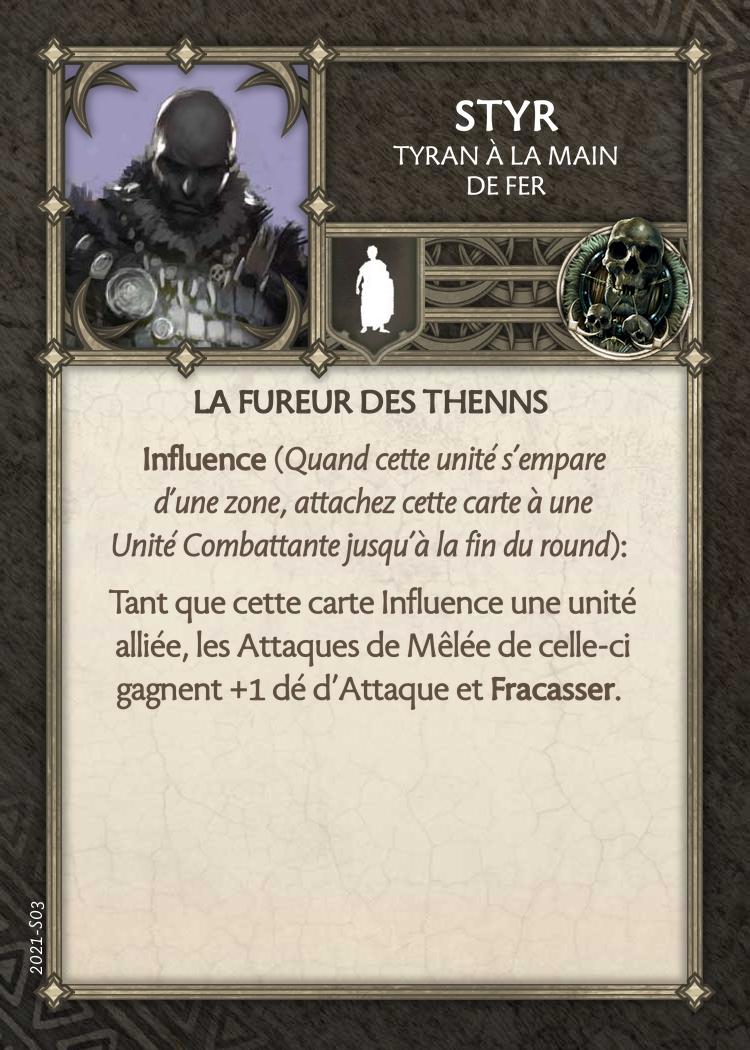 STYR
TYRAN À LA MAIN
DE FER
LA FUREUR DES THENNS
Influence (Quand cette unité s'empare
d'une zone, attachez cette carte à une
Unité Combattante jusqu'à la fin du round):
Tant que cette carte Influence une unité
alliée, les Attaques de Mêlée de celle-ci
gagnent +1 dé d'Attaque et Fracasser.
2021-S03